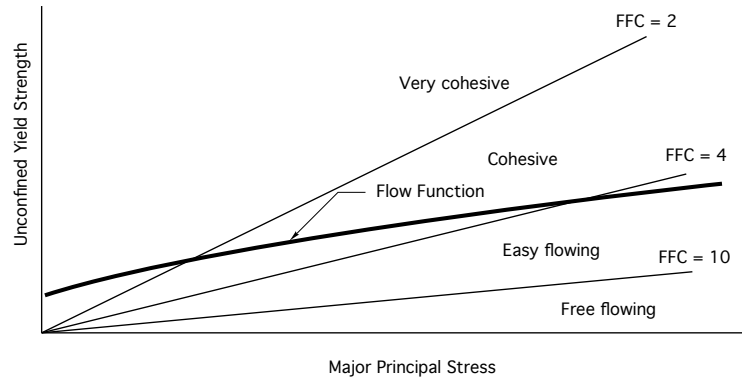 FFC = 2
Very cohesive
Unconfined Yield Strength
Cohesive
FFC = 4
Flow Function
Easy flowing
FFC = 10
Free flowing
Major Principal Stress